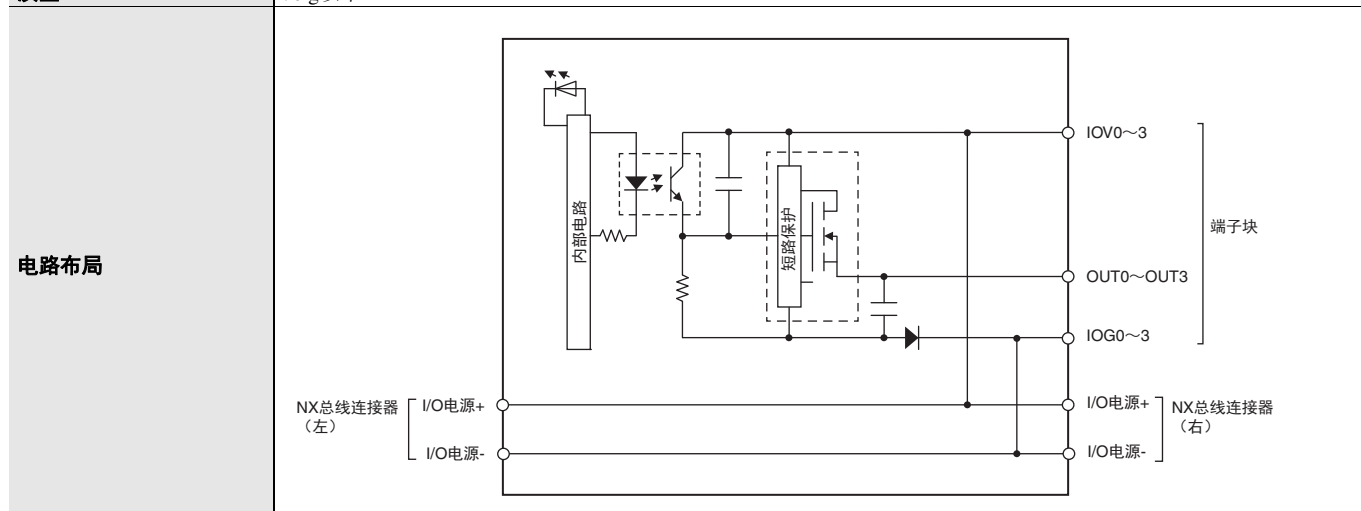 电路布局
内部电路
短路保护
IOV0～3
OUT0～OUT3
IOG0～3
端子块
NX总线连接器
（左）
I/O电源+
I/O电源-
I/O电源+
I/O电源-
NX总线连接器
（右）